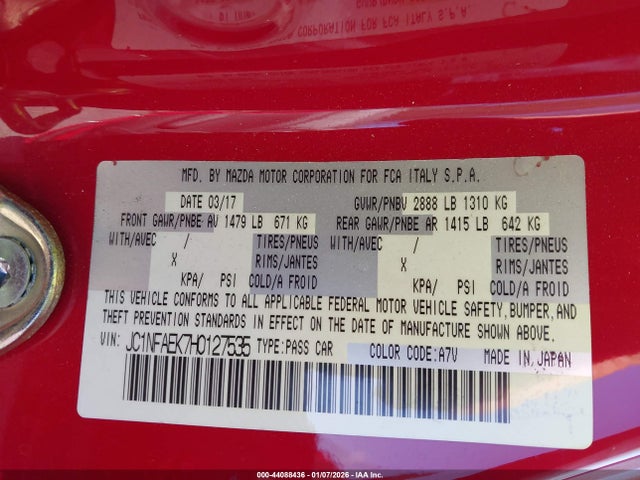 MFD. BY MAZDA MOTOR CORPORATION FOR FCA ITALY S.P.A.
DATE 03/17 GVWR/PNBV 2888 LB 1310 KG
FRONT GAWR/PNBE AV 1479 LB 671 KG REAR GAWR/PNBE AR 1415 LB 642 KG
WITH/AVEC / TIRES/PNEUS WITH/AVEC / TIRES/PNEUS
X RIMS/JANTES X RIMS/JANTES
KPA/ PSI COLD/A FROID KPA/ PSI COLD/A FROID
THIS VEHICLE CONFORMS TO ALL APPLICABLE FEDERAL MOTOR VEHICLE SAFETY, BUMPER, AND
THEFT PREVENTION STANDARDS IN EFFECT ON THE DATE OF MANUFACTURE SHOWN ABOVE.
VIN: JC1NFAEK7H0127535 TYPE:PASS CAR COLOR CODE:A7V MADE IN JAPAN
000-44088436 - 01/07/2026 - IAA Inc.